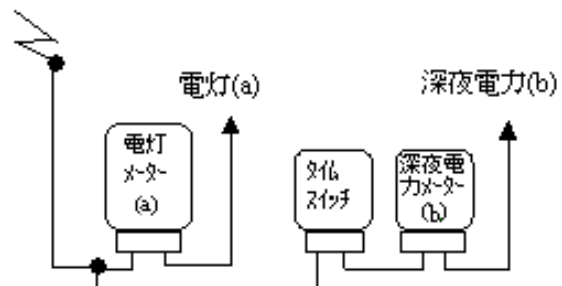 電灯(a)
深夜電力(b)
電灯
ﾒｰﾀｰ
(a)
ﾀｲﾑ
ｽｲｯﾁ
深夜電
力ﾒｰﾀｰ
(b)